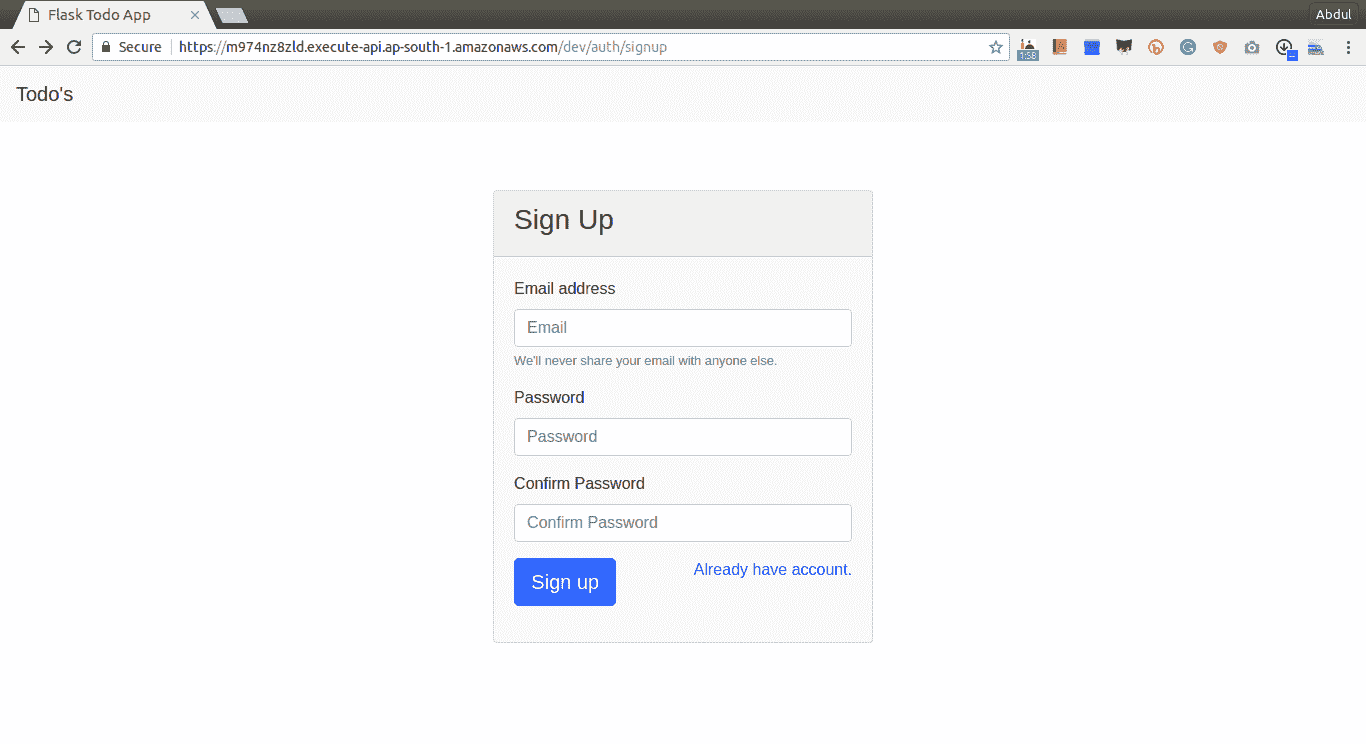 Flask Todo App
Abdul
Secure https://m974nz8zld.execute-api.ap-south-1.amazonaws.com/dev/auth/signup
1:58
Todo's
Sign Up
Email address
Email
We'll never share your email with anyone else.
Password
Password
Confirm Password
Confirm Password
Sign up
Already have account.